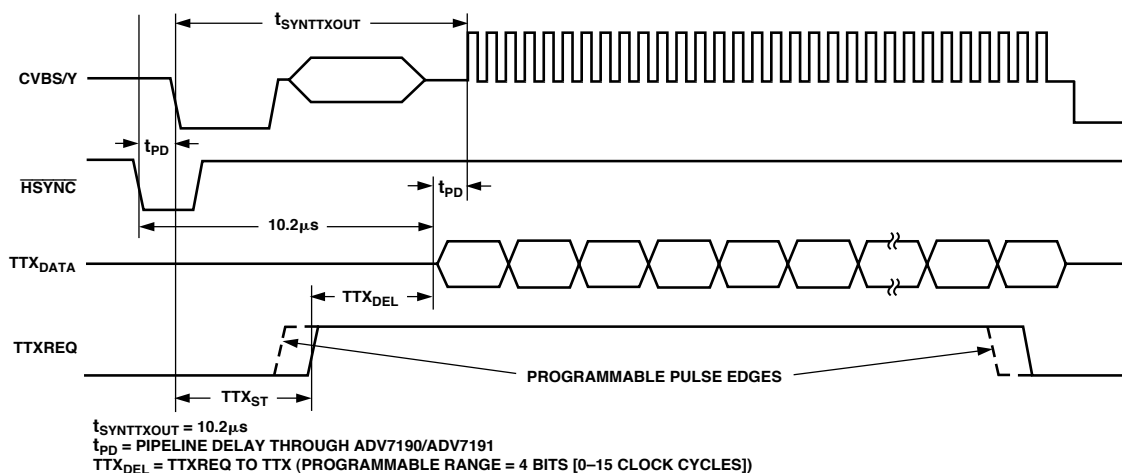 tSYNTTXOUT
CVBS/Y
tPD
HSYNC
tPD
10.2μs
TTXDATA
TTXDEL
TTXREQ
PROGRAMMABLE PULSE EDGES
TTXST
tSYNTTXOUT = 10.2μs
tPD = PIPELINE DELAY THROUGH ADV7190/ADV7191
TTXDEL = TTXREQ TO TTX (PROGRAMMABLE RANGE = 4 BITS [0–15 CLOCK CYCLES])